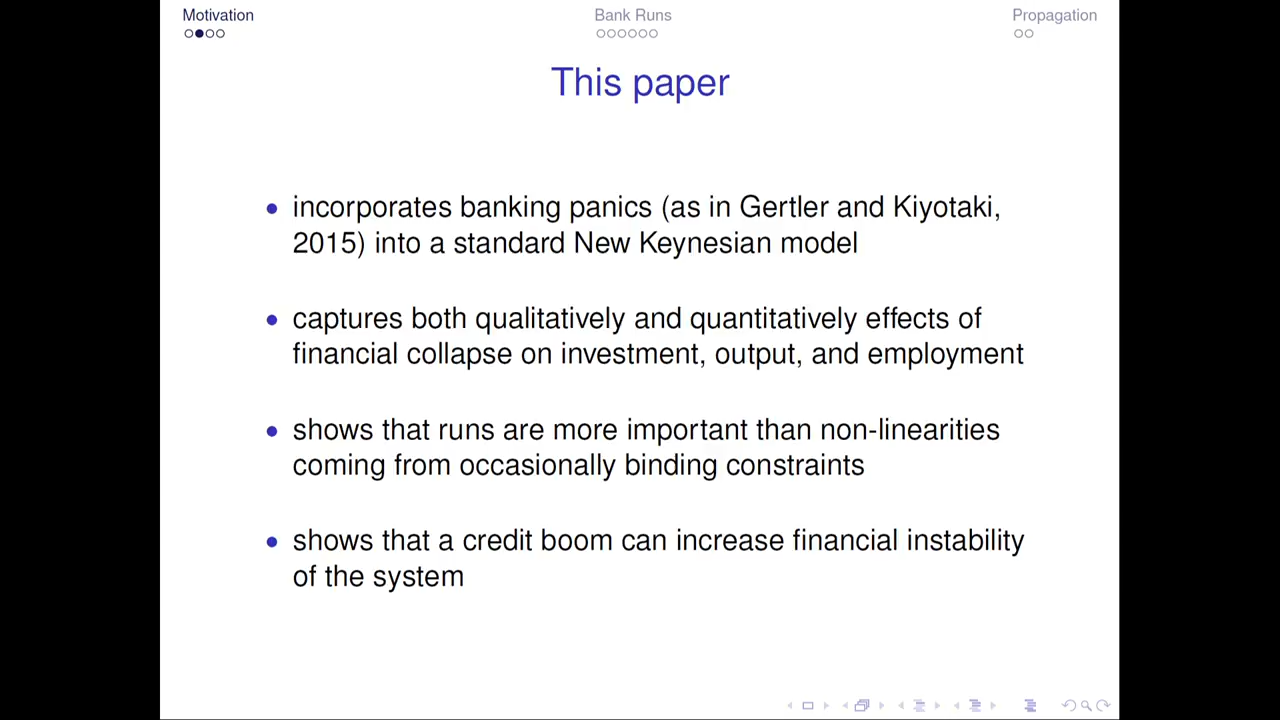 Motivation
Bank Runs
Propagation
This paper
• incorporates banking panics (as in Gertler and Kiyotaki,
2015) into a standard New Keynesian model
• captures both qualitatively and quantitatively effects of
financial collapse on investment, output, and employment
• shows that runs are more important than non-linearities
coming from occasionally binding constraints
• shows that a credit boom can increase financial instability
of the system